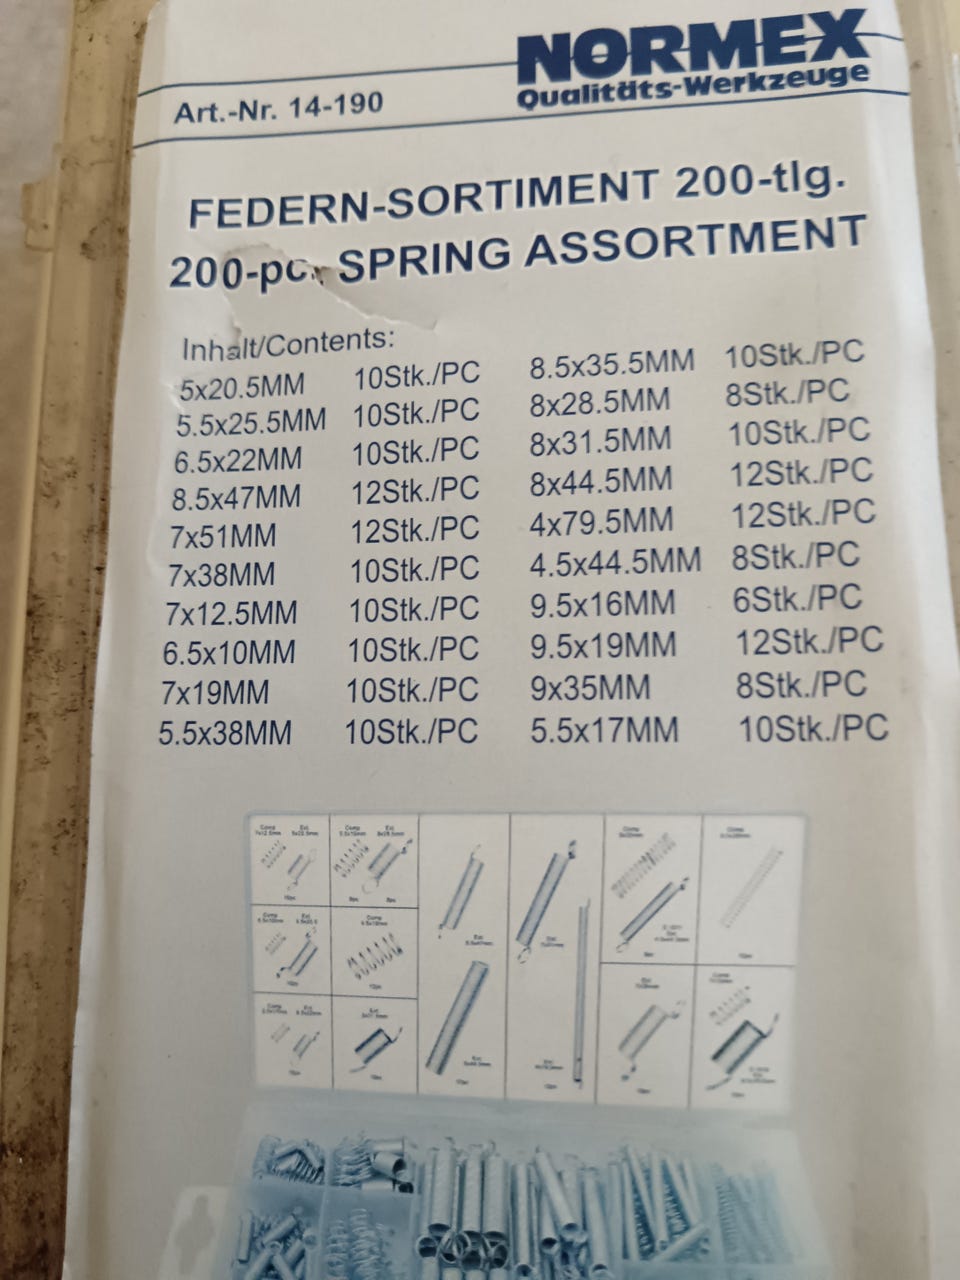 NORMEX
Qualitäts-Werkzeuge
Art.-Nr. 14-190
FEDERN-SORTIMENT 200-tlg.
200-pc. SPRING ASSORTMENT
Inhalt/Contents:
5x20.5MM 10Stk./PC
5.5x25.5MM 10Stk./PC
6.5x22MM 10Stk./PC
8.5x47MM 12Stk./PC
7x51MM 12Stk./PC
7x38MM 10Stk./PC
7x12.5MM 10Stk./PC
6.5x10MM 10Stk./PC
7x19MM 10Stk./PC
5.5x38MM 10Stk./PC
8.5x35.5MM 10Stk./PC
8x28.5MM 8Stk./PC
8x31.5MM 10Stk./PC
8x44.5MM 12Stk./PC
4x79.5MM 12Stk./PC
4.5x44.5MM 8Stk./PC
9.5x16MM 6Stk./PC
9.5x19MM 12Stk./PC
9x35MM 8Stk./PC
5.5x17MM 10Stk./PC